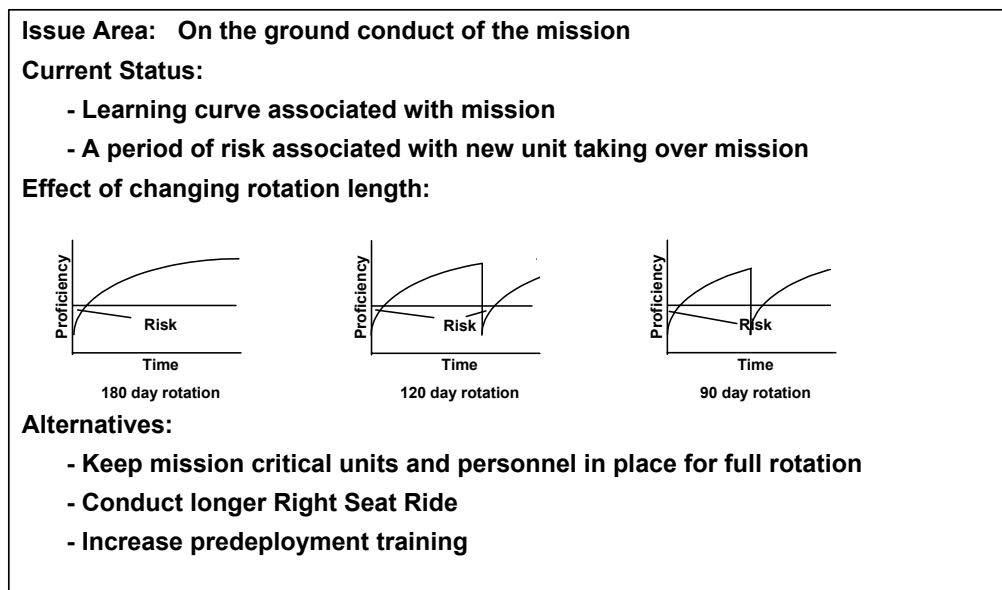 Issue Area: On the ground conduct of the mission
Current Status:
- Learning curve associated with mission
- A period of risk associated with new unit taking over mission
Effect of changing rotation length:
Proficiency
Risk
Time
180 day rotation
Proficiency
Risk
Time
120 day rotation
Proficiency
Risk
Time
90 day rotation
Alternatives:
- Keep mission critical units and personnel in place for full rotation
- Conduct longer Right Seat Ride
- Increase predeployment training